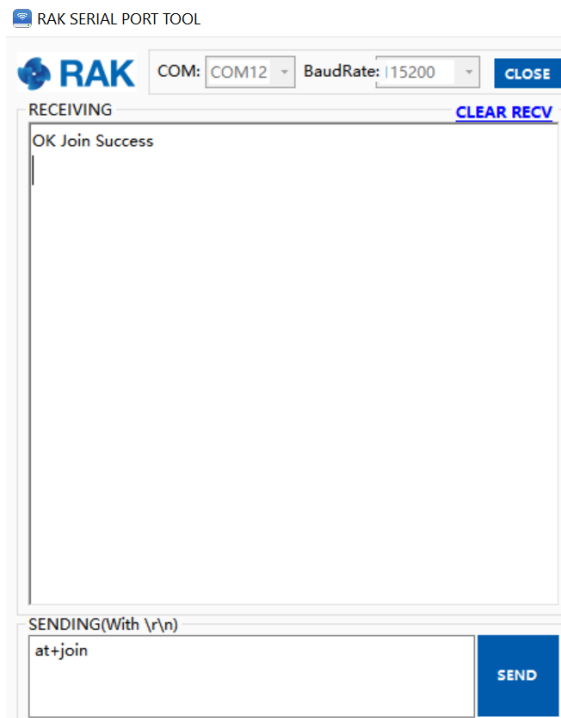 RAK SERIAL PORT TOOL
RAK COM: COM12 BaudRate: 115200 CLOSE
RECEIVING CLEAR RECV
OK Join Success
SENDING(With \r\n)
at+join
SEND